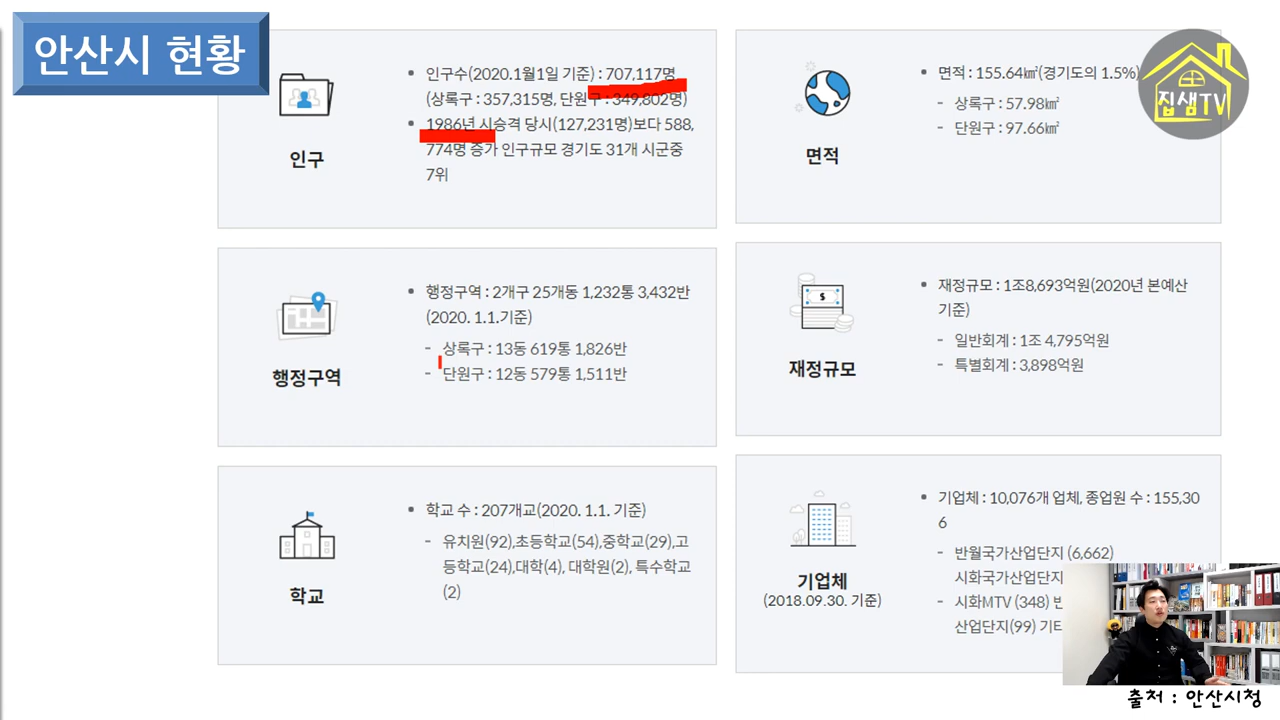 안산시 현황
인구
인구수(2020.1월1일 기준) : 707,117명
(상록구 : 357,315명, 단원구 : 349,802명)
1986년 시승격 당시(127,231명)보다 588,
774명 증가 인구규모 경기도 31개 시군중
7위
면적
면적 : 155.64㎢(경기도의 1.5%)
- 상록구 : 57.98㎢
- 단원구 : 97.66㎢
집샘TV
행정구역
행정구역 : 2개구 25개동 1,232통 3,432반
(2020. 1.1.기준)
- 상록구 : 13동 619통 1,826반
- 단원구 : 12동 579통 1,511반
재정규모
재정규모 : 1조8,693억원(2020년 본예산
기준)
- 일반회계 : 1조 4,795억원
- 특별회계 : 3,898억원
학교
학교 수 : 207개교(2020. 1.1. 기준)
- 유치원(92),초등학교(54),중학교(29),고
등학교(24),대학(4), 대학원(2), 특수학교
(2)
기업체
(2018.09.30. 기준)
기업체 : 10,076개 업체, 종업원 수 : 155,30
6
- 반월국가산업단지 (6,662)
시화국가산업단지
- 시화MTV (348) 반
산업단지(99) 기타
출처 : 안산시청